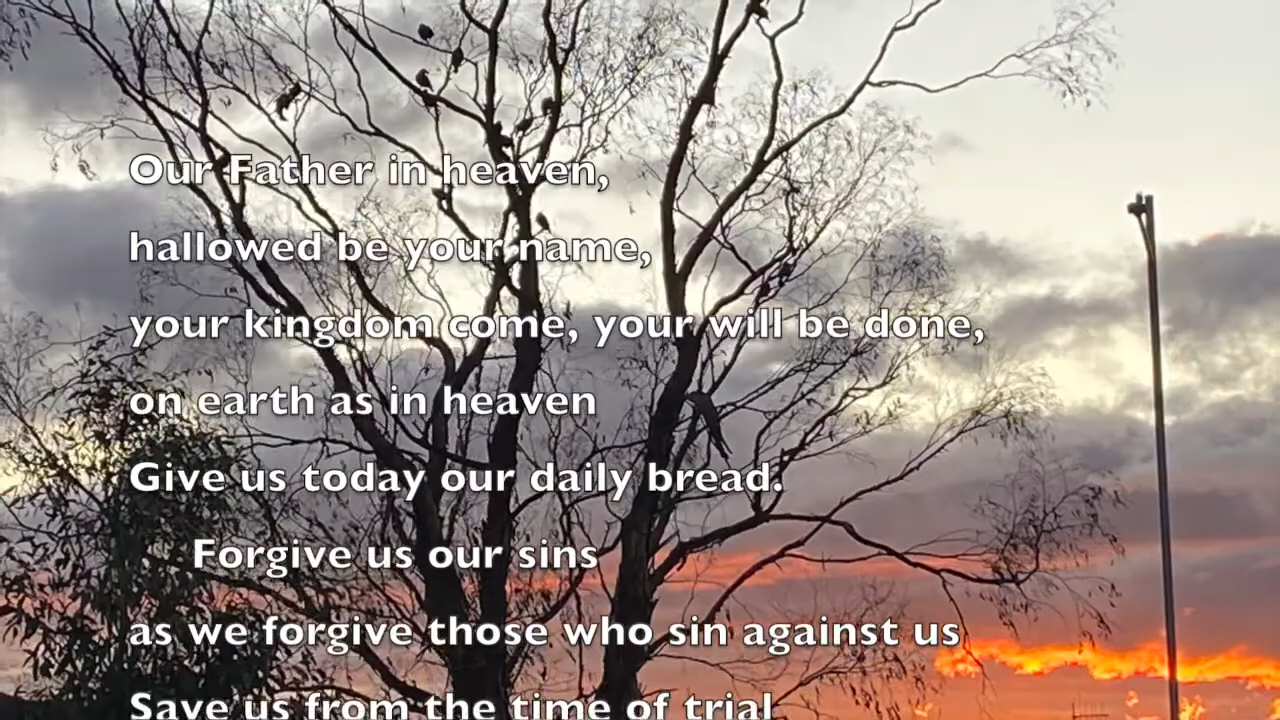 Our Father in heaven,
hallowed be your name,
your kingdom come, your will be done,
on earth as in heaven
Give us today our daily bread.
Forgive us our sins
as we forgive those who sin against us
Save us from the time of trial